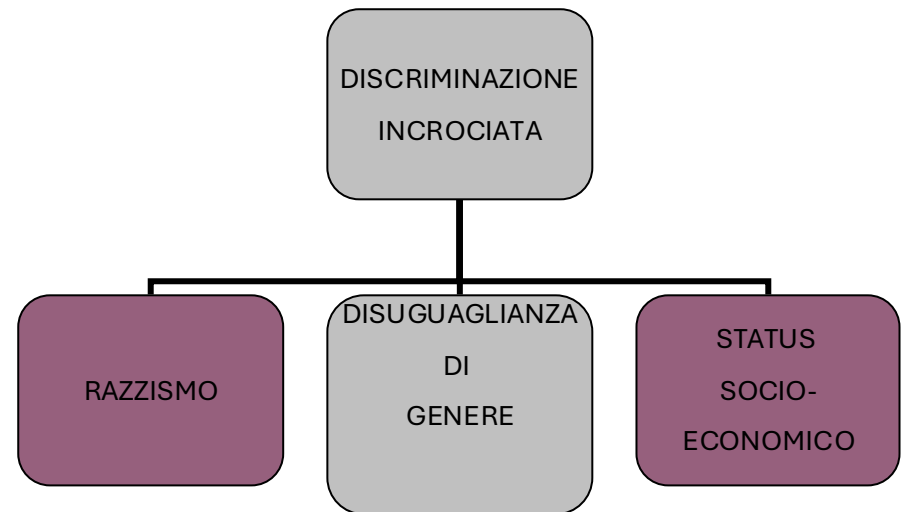 DISCRIMINAZIONE
INCROCIATA
RAZZISMO
DISUGUAGLIANZA
DI
GENERE
STATUS
SOCIO-
ECONOMICO